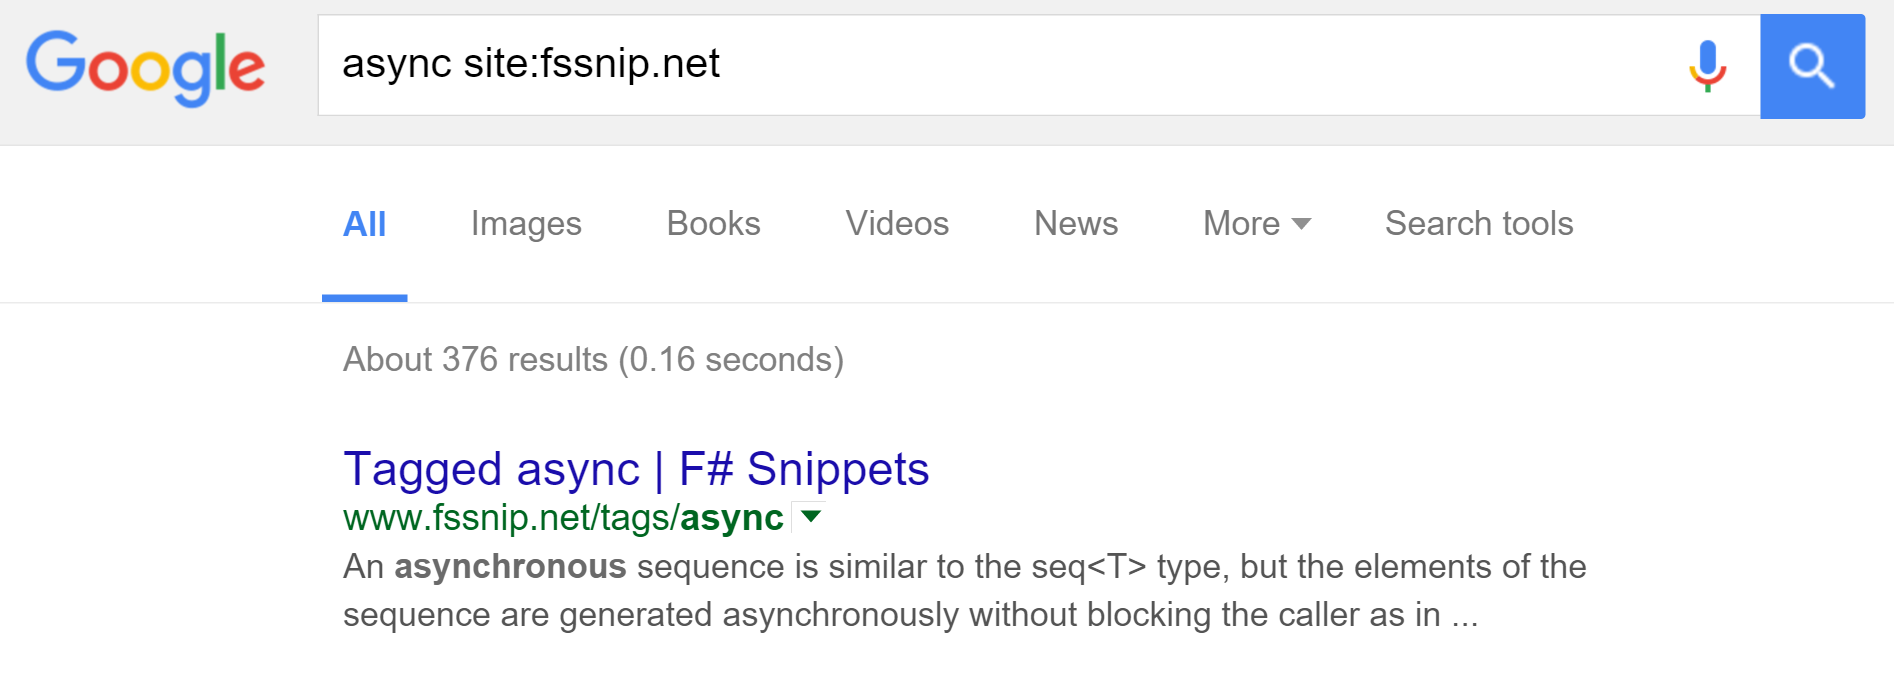 Google
async site:fssnip.net
All Images Books Videos News More Search tools
About 376 results (0.16 seconds)
Tagged async | F# Snippets
www.fssnip.net/tags/async
An asynchronous sequence is similar to the seq<T> type, but the elements of the
sequence are generated asynchronously without blocking the caller as in ...